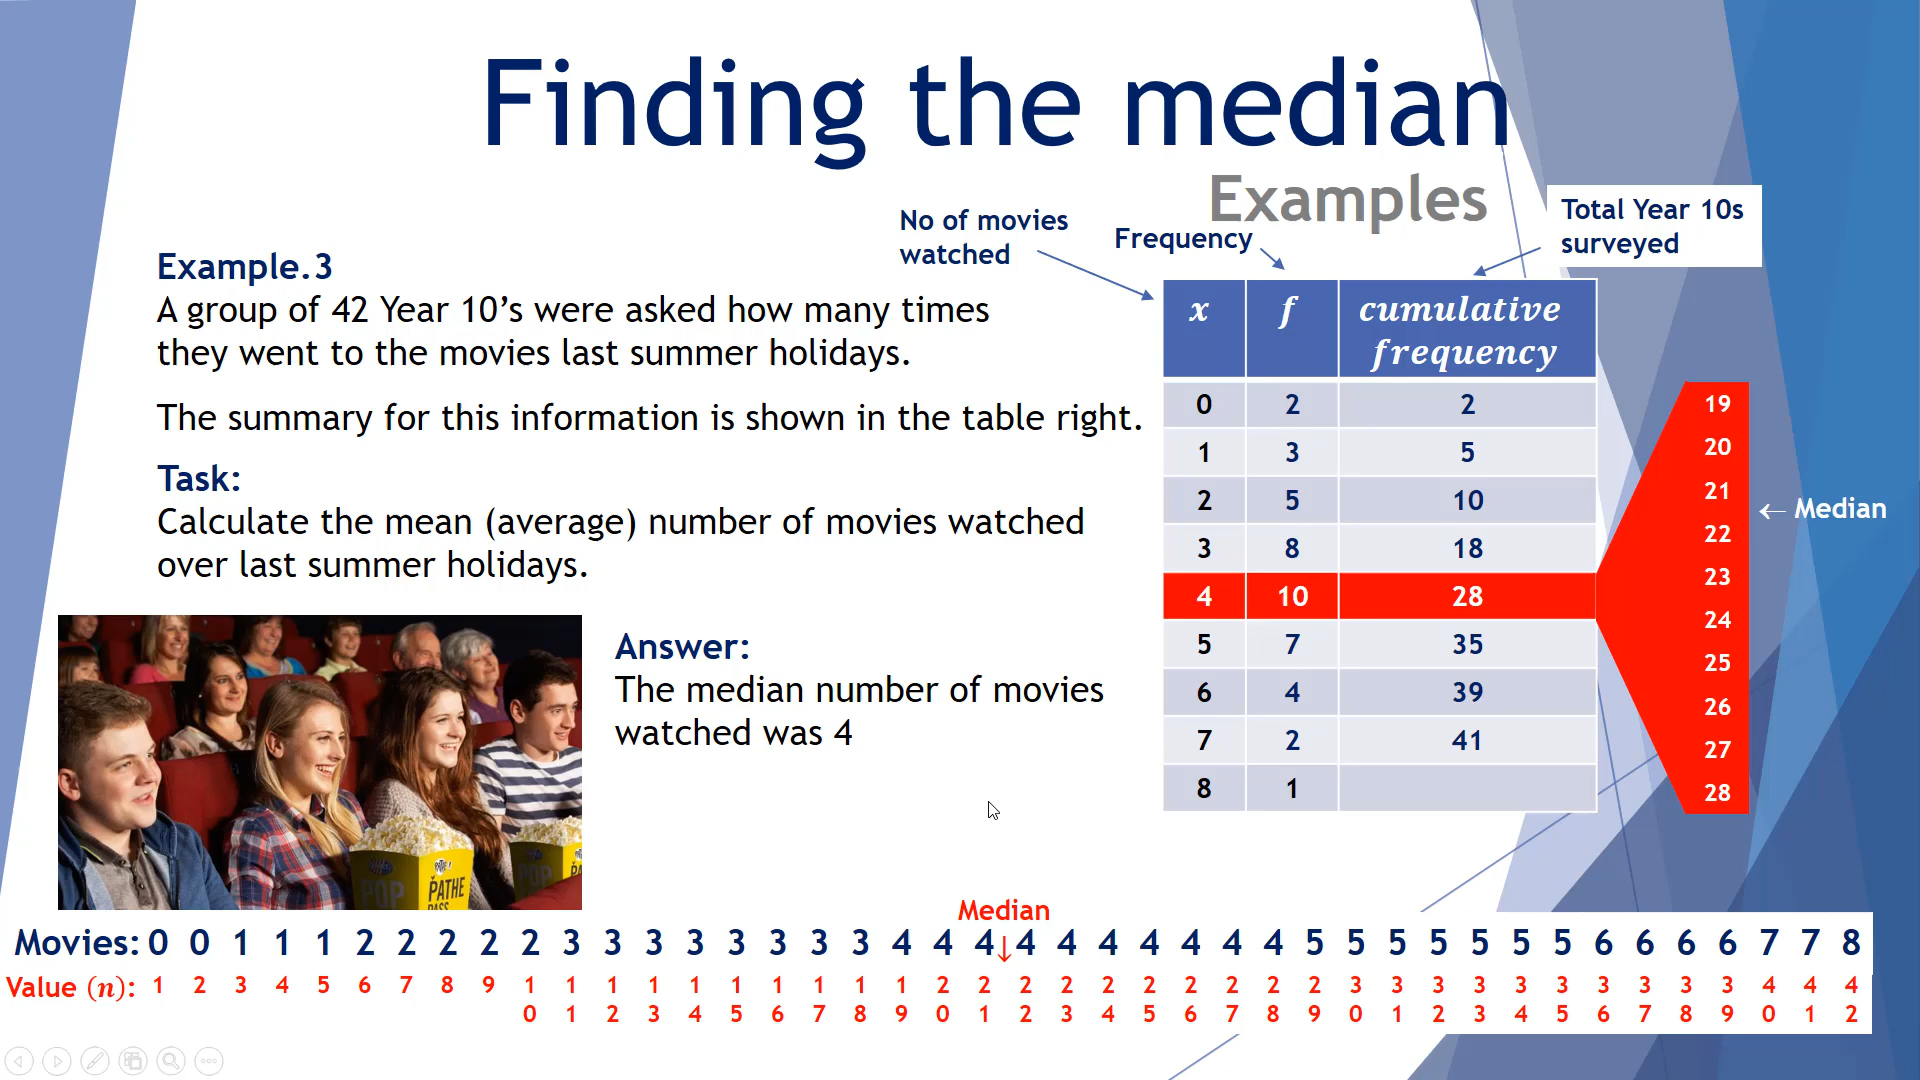 Finding the median
Examples
No of movies
watched
Frequency
Total Year 10s
surveyed
Example.3
A group of 42 Year 10’s were asked how many times
they went to the movies last summer holidays.
The summary for this information is shown in the table right.
Task:
Calculate the mean (average) number of movies watched
over last summer holidays.
Answer:
The median number of movies
watched was 4
x f cumulative frequency
0 2 2
1 3 5
2 5 10
3 8 18
4 10 28
5 7 35
6 4 39
7 2 41
8 1
19
20
21
22
23
24
25
26
27
28
← Median
POP
PATHE
PASS
Median
Movies: 0 0 1 1 1 2 2 2 2 2 3 3 3 3 3 3 3 3 4 4 4 ↓ 4 4 4 4 4 4 4 5 5 5 5 5 5 5 6 6 6 6 7 7 8
Value (n): 1 2 3 4 5 6 7 8 9 10 11 12 13 14 15 16 17 18 19 20 21 22 23 24 25 26 27 28 29 30 31 32 33 34 35 36 37 38 39 40 41 42